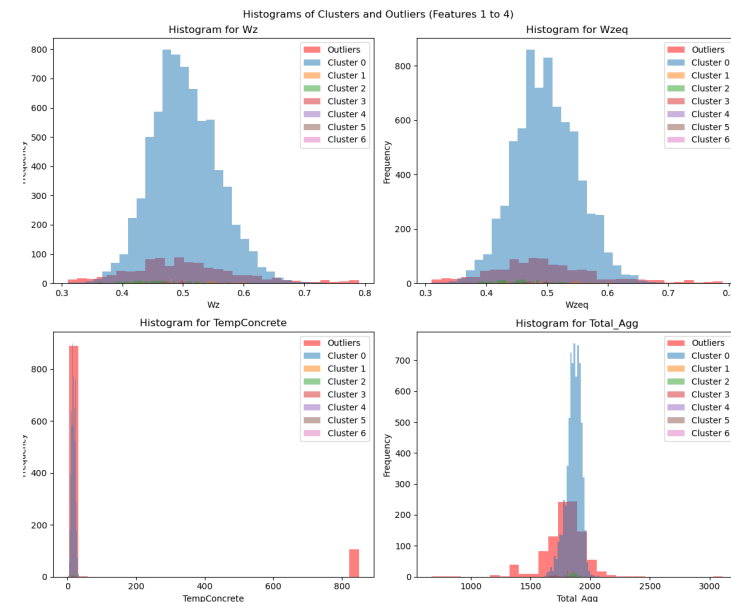 Histograms of Clusters and Outliers (Features 1 to 4)
Histogram for Wz
800
700
600
500
400
300
200
100
0
0.3 0.4 0.5 0.6 0.7 0.8
Wz
Outliers
Cluster 0
Cluster 1
Cluster 2
Cluster 3
Cluster 4
Cluster 5
Cluster 6
Histogram for Wzeq
Frequency
800
600
400
200
0
0.3 0.4 0.5 0.6 0.7 0.8
Wzeq
Outliers
Cluster 0
Cluster 1
Cluster 2
Cluster 3
Cluster 4
Cluster 5
Cluster 6
Histogram for TempConcrete
800
600
400
200
0
0 200 400 600 800
TempConcrete
Outliers
Cluster 0
Cluster 1
Cluster 2
Cluster 3
Cluster 4
Cluster 5
Cluster 6
Histogram for Total_Agg
Frequency
700
600
500
400
300
200
100
0
1000 1500 2000 2500 3000
Total_Agg
Outliers
Cluster 0
Cluster 1
Cluster 2
Cluster 3
Cluster 4
Cluster 5
Cluster 6